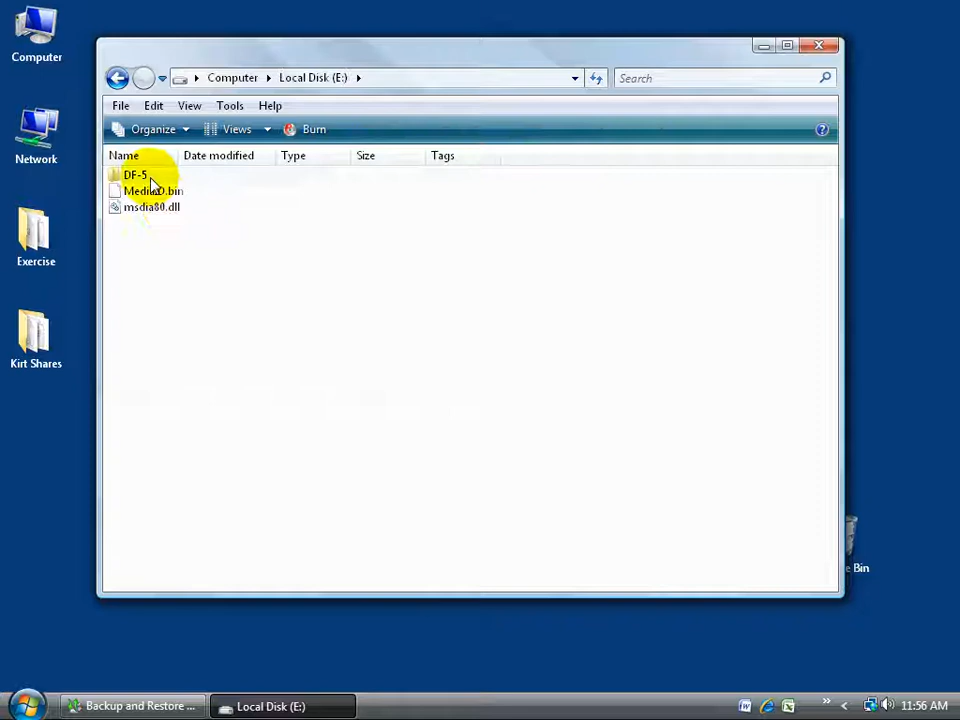 Computer
Network
Exercise
Kirt Shares
Computer Local Disk (E:)
Search
File Edit View Tools Help
Organize Views Burn
Name Date modified Type Size Tags
DF-5
MediaID.bin
msdia80.dll
e Bin
Backup and Restore ...
Local Disk (E:)
11:56 AM